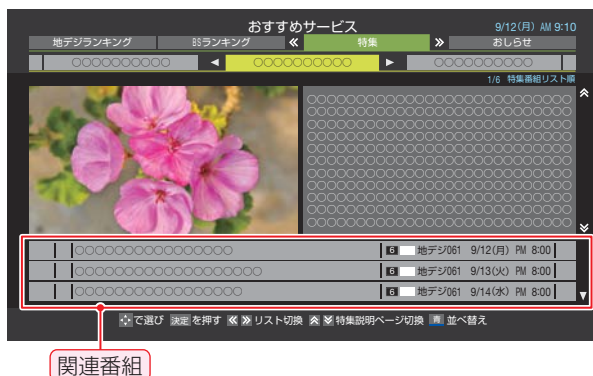 おすすめサービス 9/12(月) AM 9:10
地デジランキング BSランキング 特集 おしらせ
○○○○○○○○○○ ◀ ○○○○○○○○○○ ▶ ○○○○○○○○○○
1/6 特集番組リスト順
○○○○○○○○○○○○○○○○○○○○○○
○○○○○○○○○○○○○○○○○○○○○○
○○○○○○○○○○○○○○○○○○○○○○
○○○○○○○○○○○○○○○○○○○○○○
○○○○○○○○○○○○○○○○○○○○○○
○○○○○○○○○○○○○○○○○○○○○○
○○○○○○○○○○○○○○○○○○○○○○
○○○○○○○○○○○○○○○○○○○○○○
○○○○○○○○○○○○○○○○○○○○○○
○○○○○○○○○○○○○○○○○○○○○○
○○○○○○○○○○○○○○○○ 6 地デジ061 9/12(月) PM 8:00
○○○○○○○○○○○○○○○○○○○ 6 地デジ061 9/13(火) PM 8:00
○○○○○○○○○○○○○○○○○ 6 地デジ061 9/14(水) PM 8:00
で選び 決定 を押す リスト切換 特集説明ページ切換 青 並べ替え
関連番組